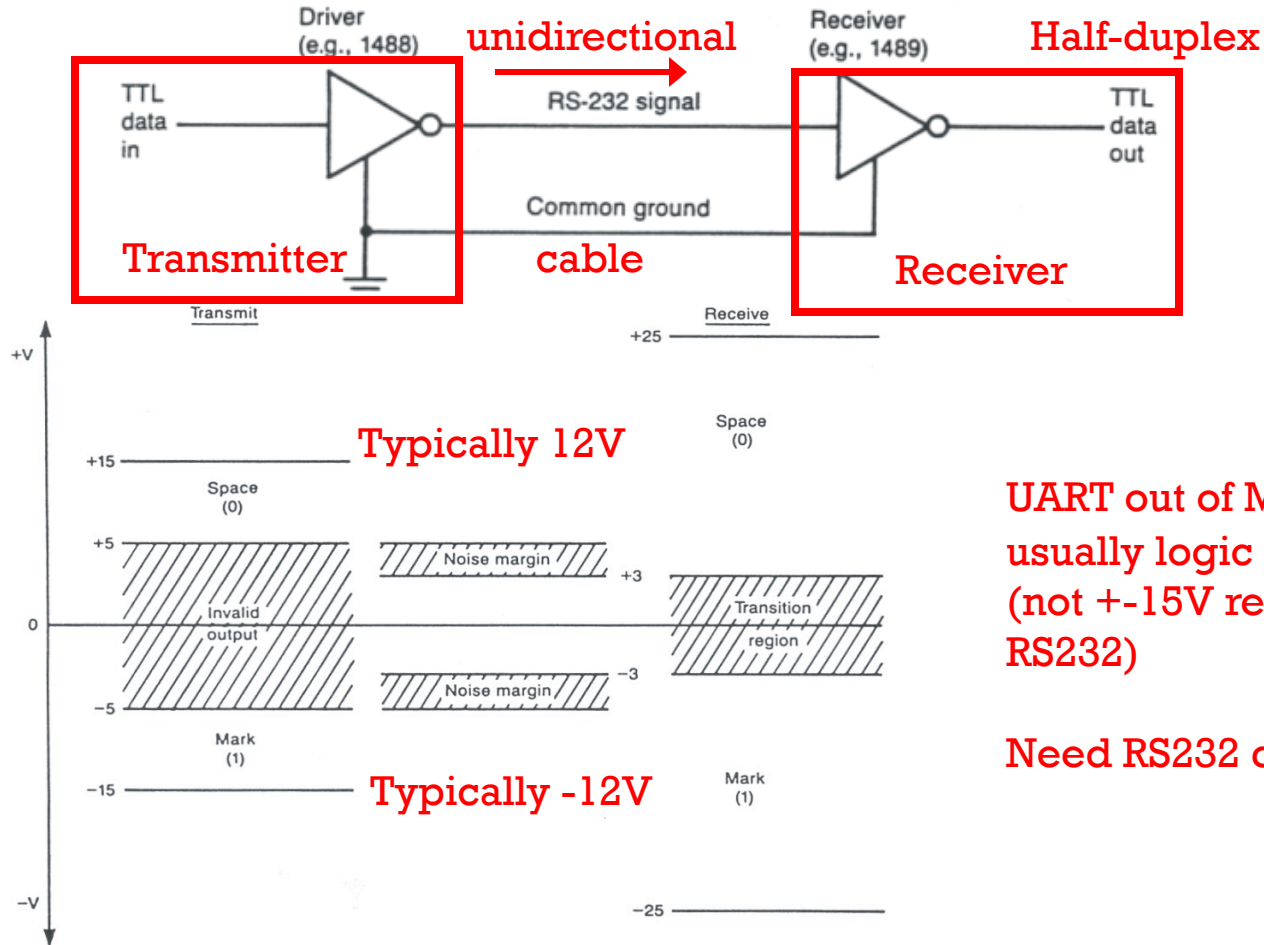 Driver
(e.g., 1488)
unidirectional
Receiver
(e.g., 1489)
Half-duplex
TTL
data
in
RS-232 signal
TTL
data
out
Common ground
Transmitter
cable
Receiver
Transmit
Receive
+V
+25
Space
(0)
Typically 12V
+15
Space
(0)
+5
Noise margin
+3
Transition
region
0
Invalid
output
-3
Noise margin
-5
Mark
(1)
Mark
(1)
-15
Typically -12V
-V
-25
UART out of
usually logic
(not +-15V
RS232)
Need RS232